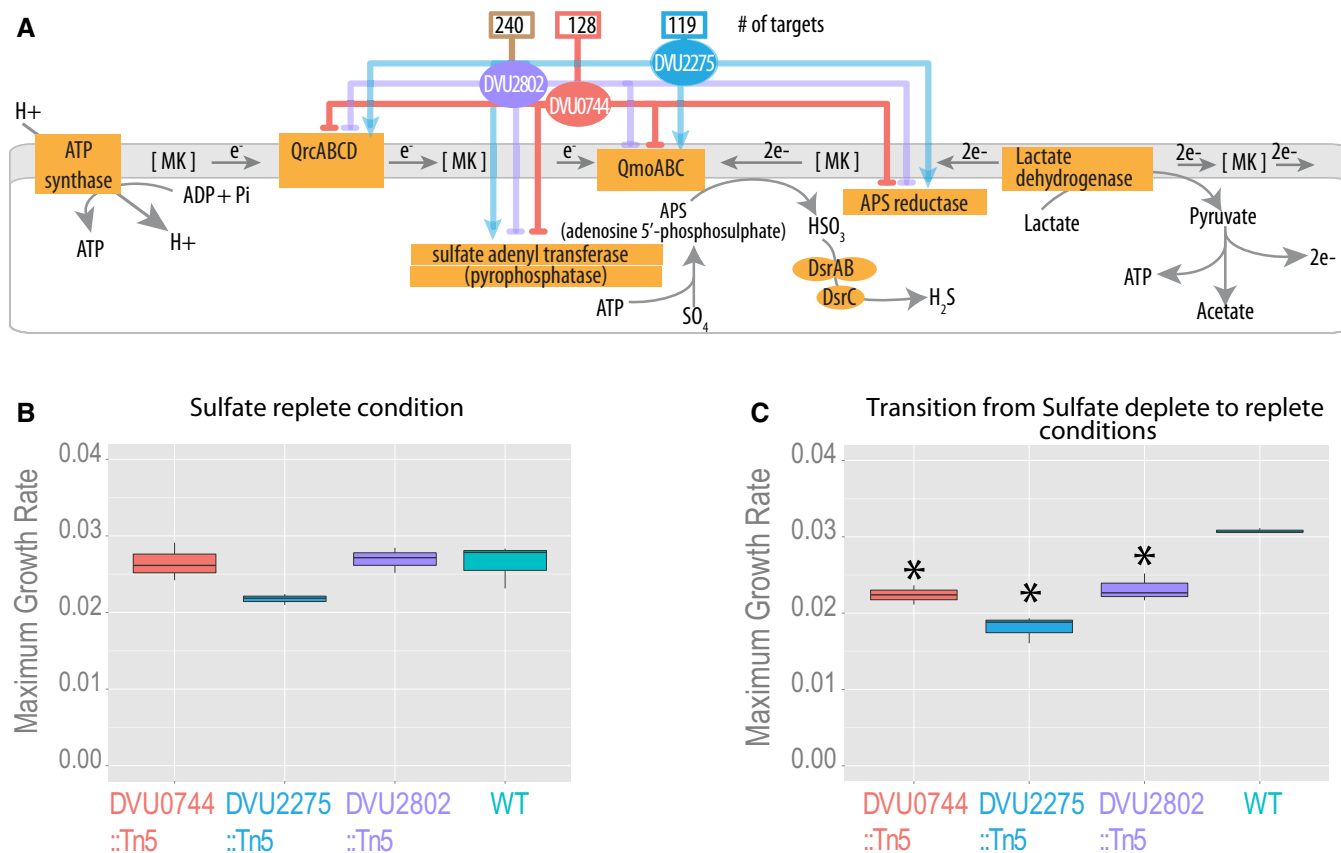 A
240
128
119
# of targets
DVU2275
DVU2802
DVU0744
H+
ATP
synthase
[ MK ]
e-
QrcABCD
e-
[ MK ]
e-
QmoABC
2e-
[ MK ]
2e-
Lactate
dehydrogenase
2e-
[ MK ]
2e-
ADP + Pi
ATP
H+
APS
(adenosine 5′-phosphosulphate)
HSO3
APS reductase
Lactate
Pyruvate
sulfate adenyl transferase
(pyrophosphatase)
DsrAB
DsrC
H2S
ATP
SO4
ATP
2e-
Acetate
B
Sulfate replete condition
Maximum Growth Rate
0.04
0.03
0.02
0.01
0.00
DVU0744
::Tn5
DVU2275
::Tn5
DVU2802
::Tn5
WT
C
Transition from Sulfate deplete to replete
conditions
Maximum Growth Rate
0.04
0.03
0.02
0.01
0.00
*
*
*
DVU0744
::Tn5
DVU2275
::Tn5
DVU2802
::Tn5
WT